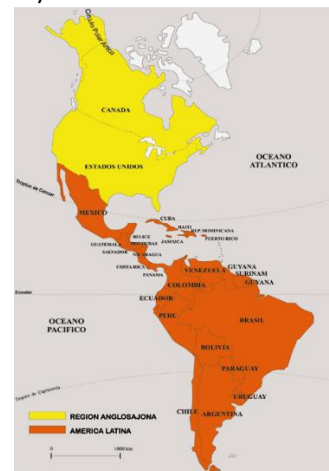 Circulo Polar Artico
CANADA
ESTADOS UNIDOS
OCEANO
ATLANTICO
Tropico de Cancer
MEXICO
CUBA
HAITI
REP. DOMINICANA
PUERTO RICO
JAMAICA
BELICE
HONDURAS
GUATEMALA
SALVADOR
NICARAGUA
COSTA RICA
PANAMA
VENEZUELA
GUYANA
SURINAM
GUYANA
COLOMBIA
Ecuador
ECUADOR
PERU
BRASIL
OCEANO
PACIFICO
BOLIVIA
PARAGUAY
Tropico de Capricornio
URUGUAY
CHILE
ARGENTINA
REGION ANGLOSAJONA
AMERICA LATINA
0
1000 km